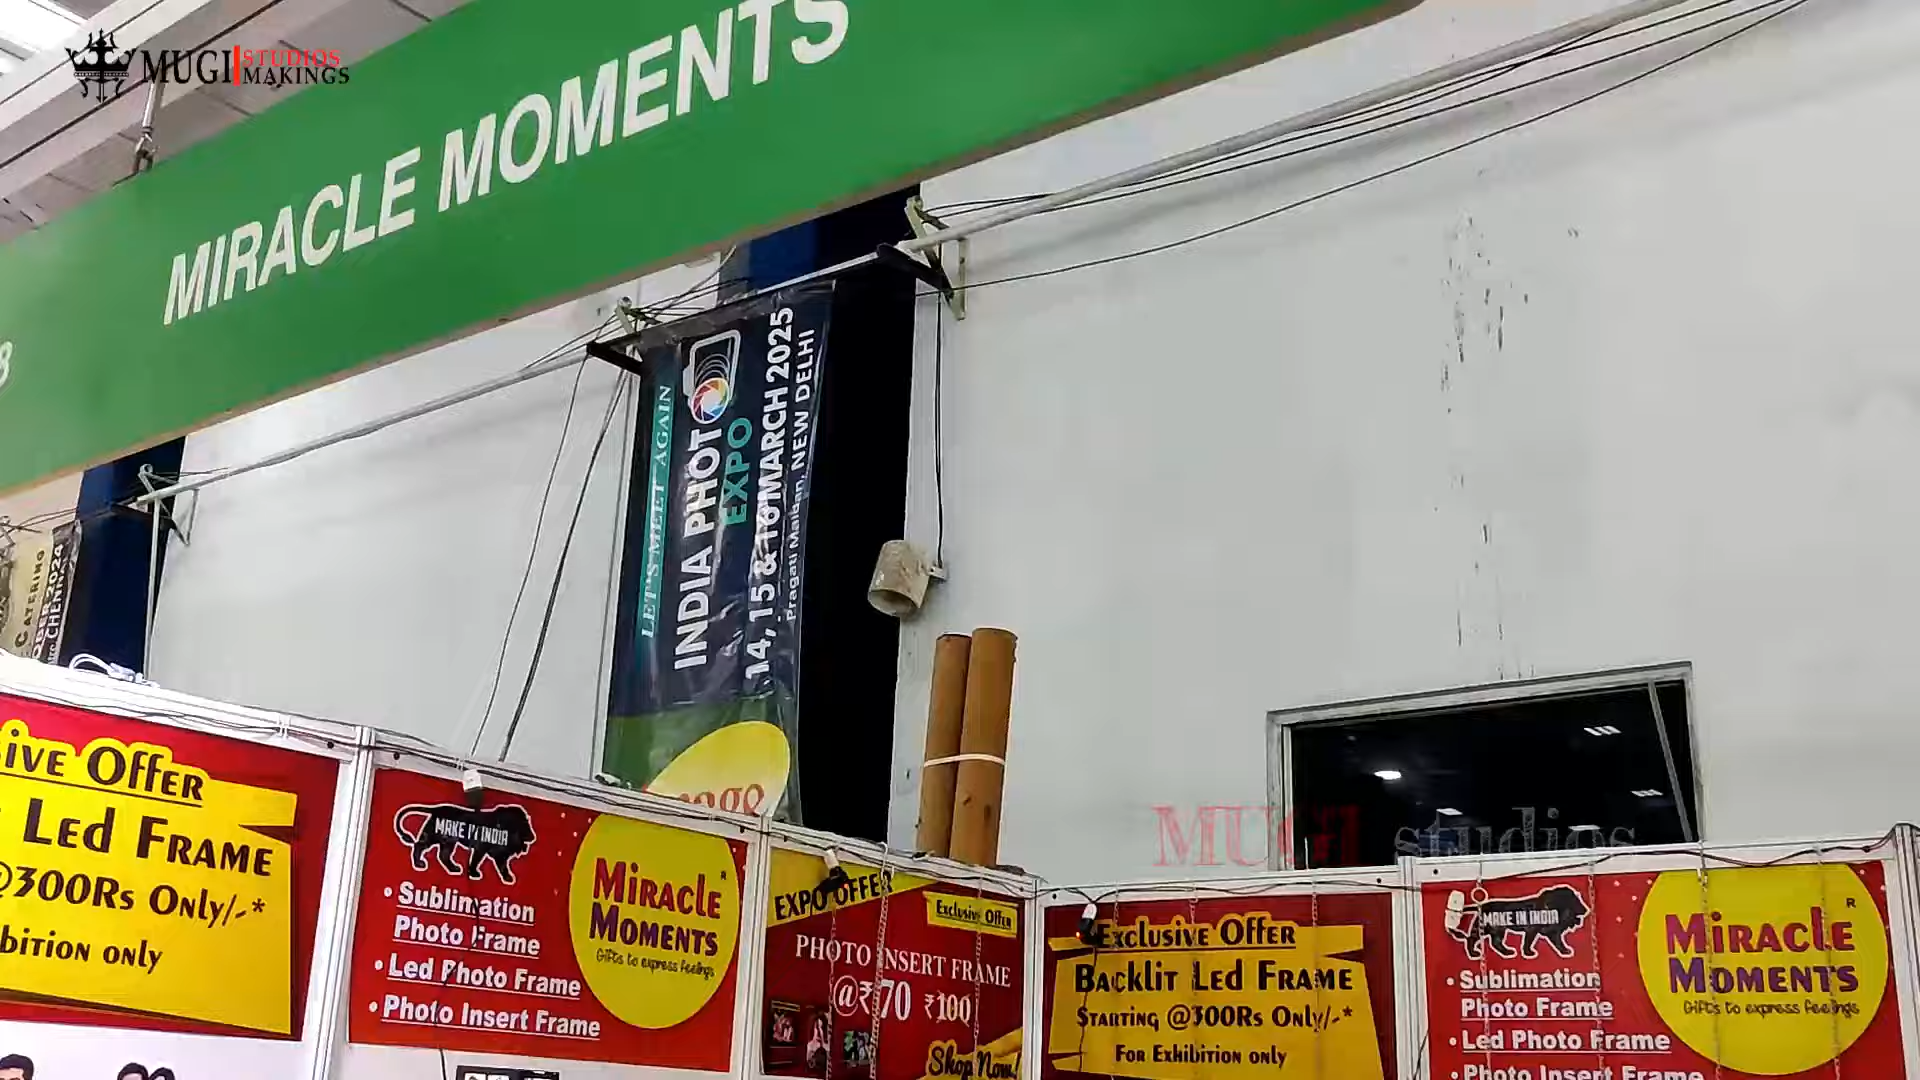 MUGI STUDIOS
MAKINGS
MIRACLE MOMENTS
8
LET'S MEET AGAIN
INDIA PHOTO
EXPO
14, 15 & 16 MARCH 2025
Pragati Maidan, NEW DELHI
CATERING
CHENNAI
MUGI studios
Offer
Led Frame
@300Rs Only/-*
only
MAKE IN INDIA
• Sublimation
Photo Frame
• Led Photo Frame
• Photo Insert Frame
Miracle
Moments
Gifts to express feelings
EXPO OFFER
Exclusive Offer
PHOTO INSERT FRAME
@₹70 ₹100
Shop Now!
Exclusive Offer
Backlit Led Frame
Starting @300Rs Only/-*
For Exhibition only
MAKE IN INDIA
• Sublimation
Photo Frame
• Led Photo Frame
• Photo Insert Frame
Miracle
Moments
Gifts to express feelings